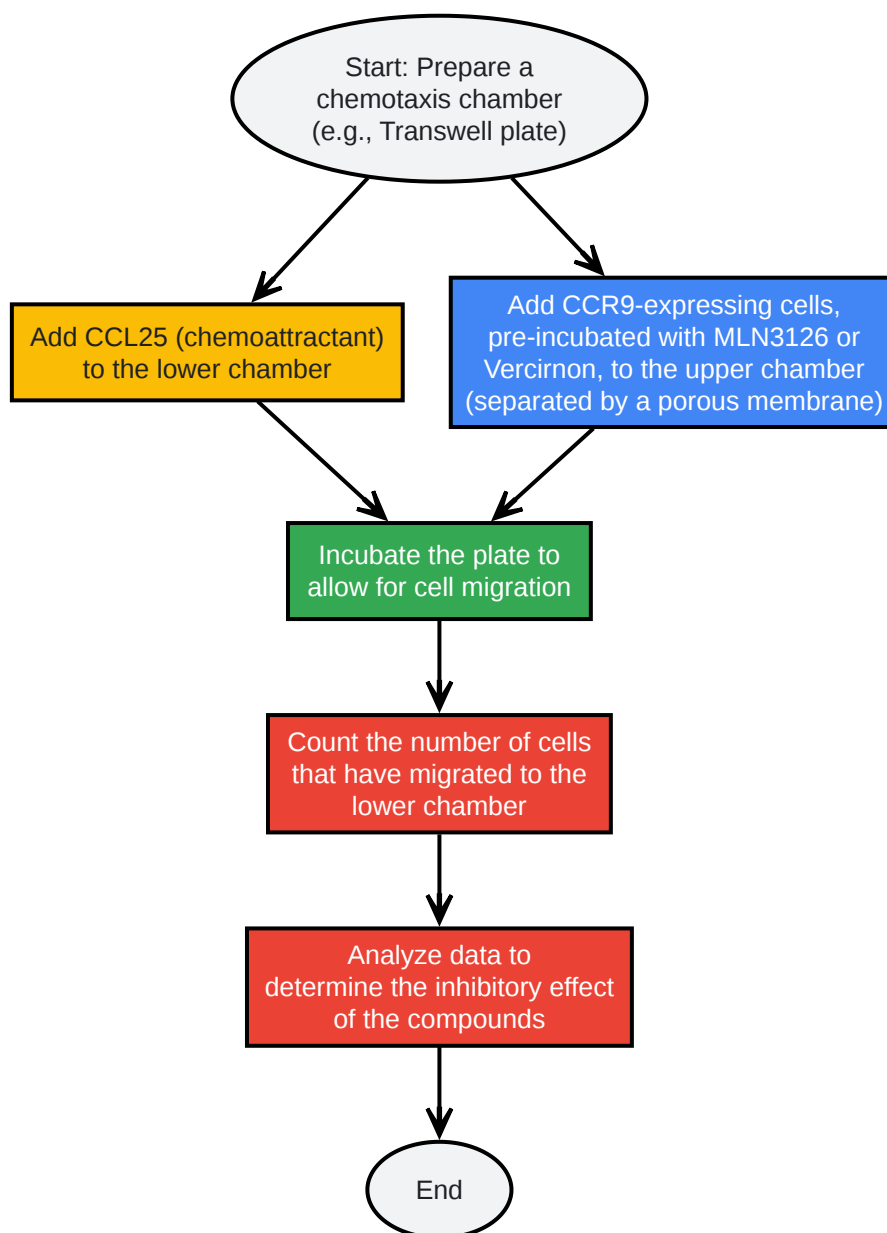 Start: Prepare a
chemotaxis chamber
(e.g., Transwell plate)
Add CCL25 (chemoattractant)
to the lower chamber
Add CCR9-expressing cells,
pre-incubated with MLN3126 or
Vercirnon, to the upper chamber
(separated by a porous membrane)
Incubate the plate to
allow for cell migration
Count the number of cells
that have migrated to the
lower chamber
Analyze data to
determine the inhibitory effect
of the compounds
End